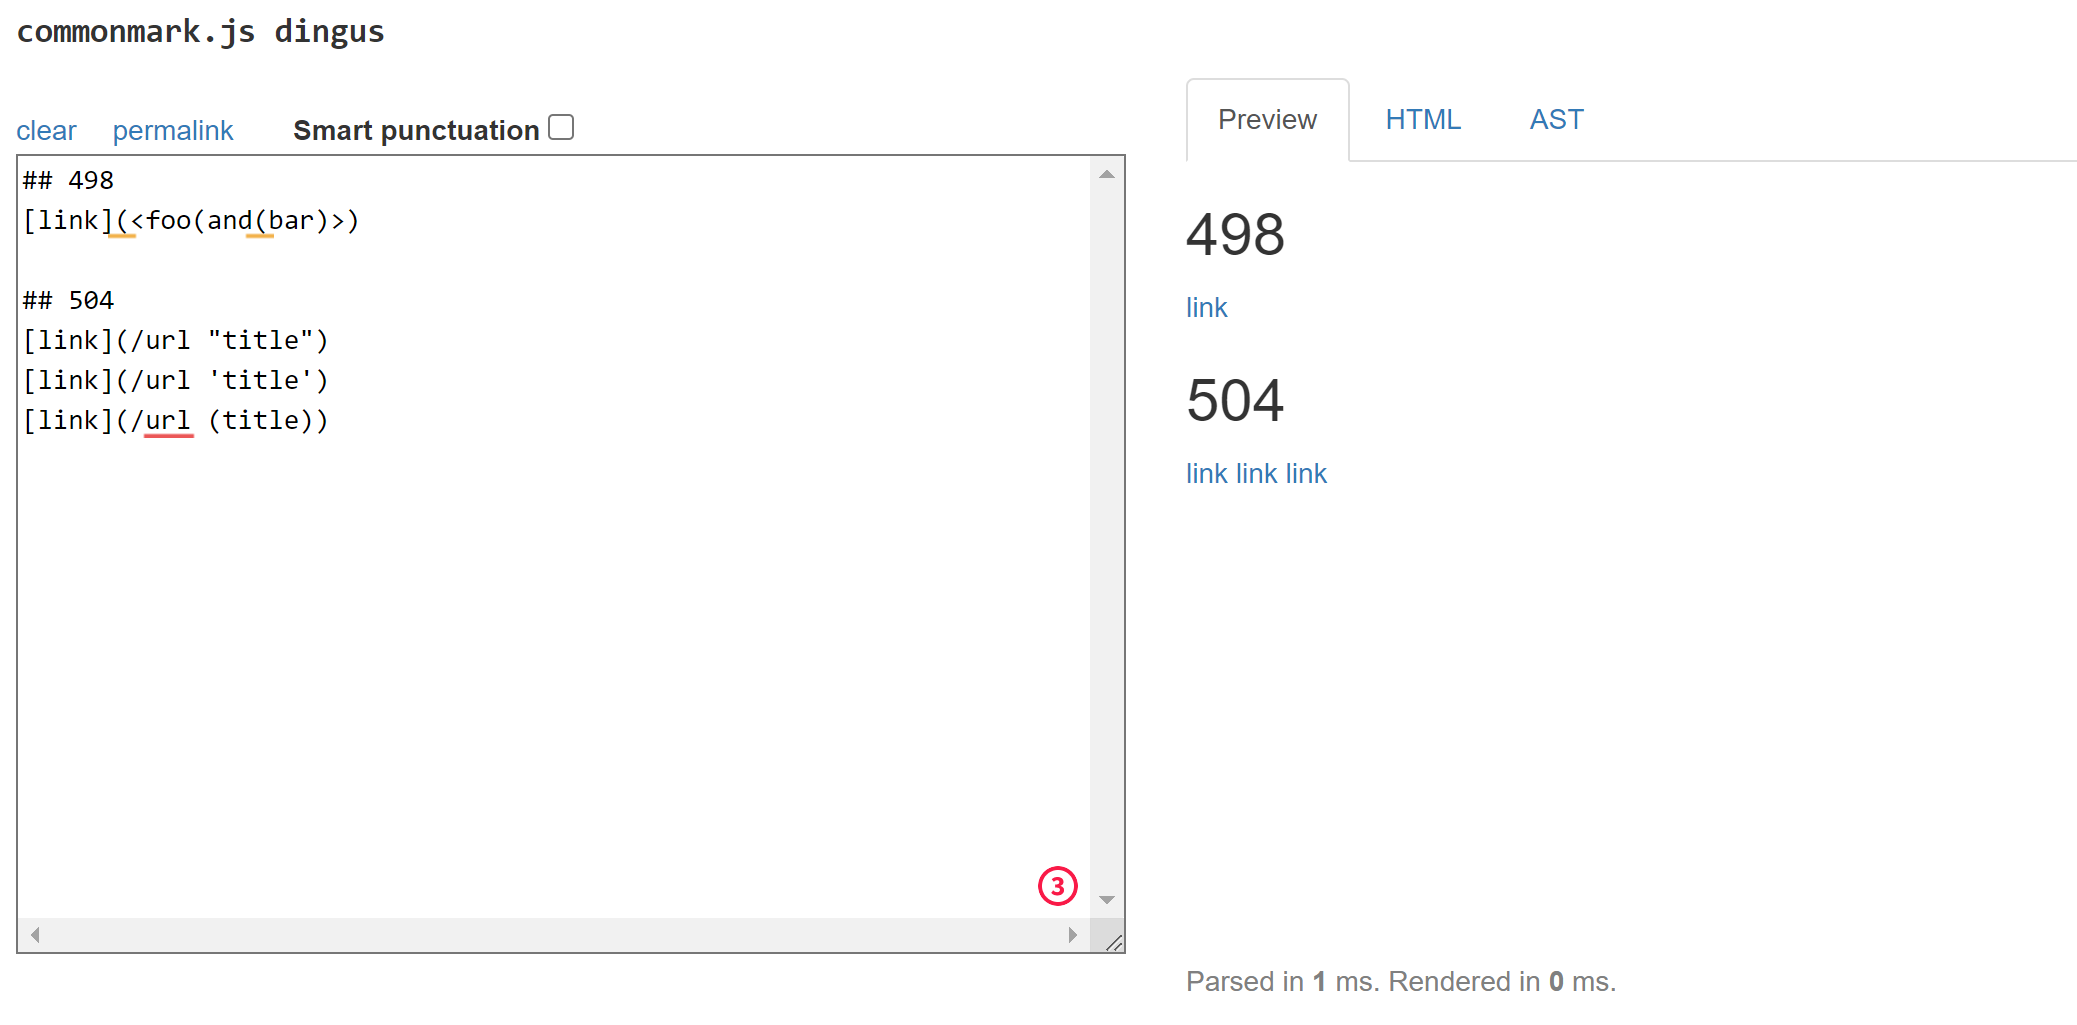 commonmark.js dingus
clear permalink Smart punctuation
## 498
[link](<foo(and(bar)>)
## 504
[link](/url "title")
[link](/url 'title')
[link](/url (title))
3
Preview HTML AST
498
link
504
link link link
Parsed in 1 ms. Rendered in 0 ms.